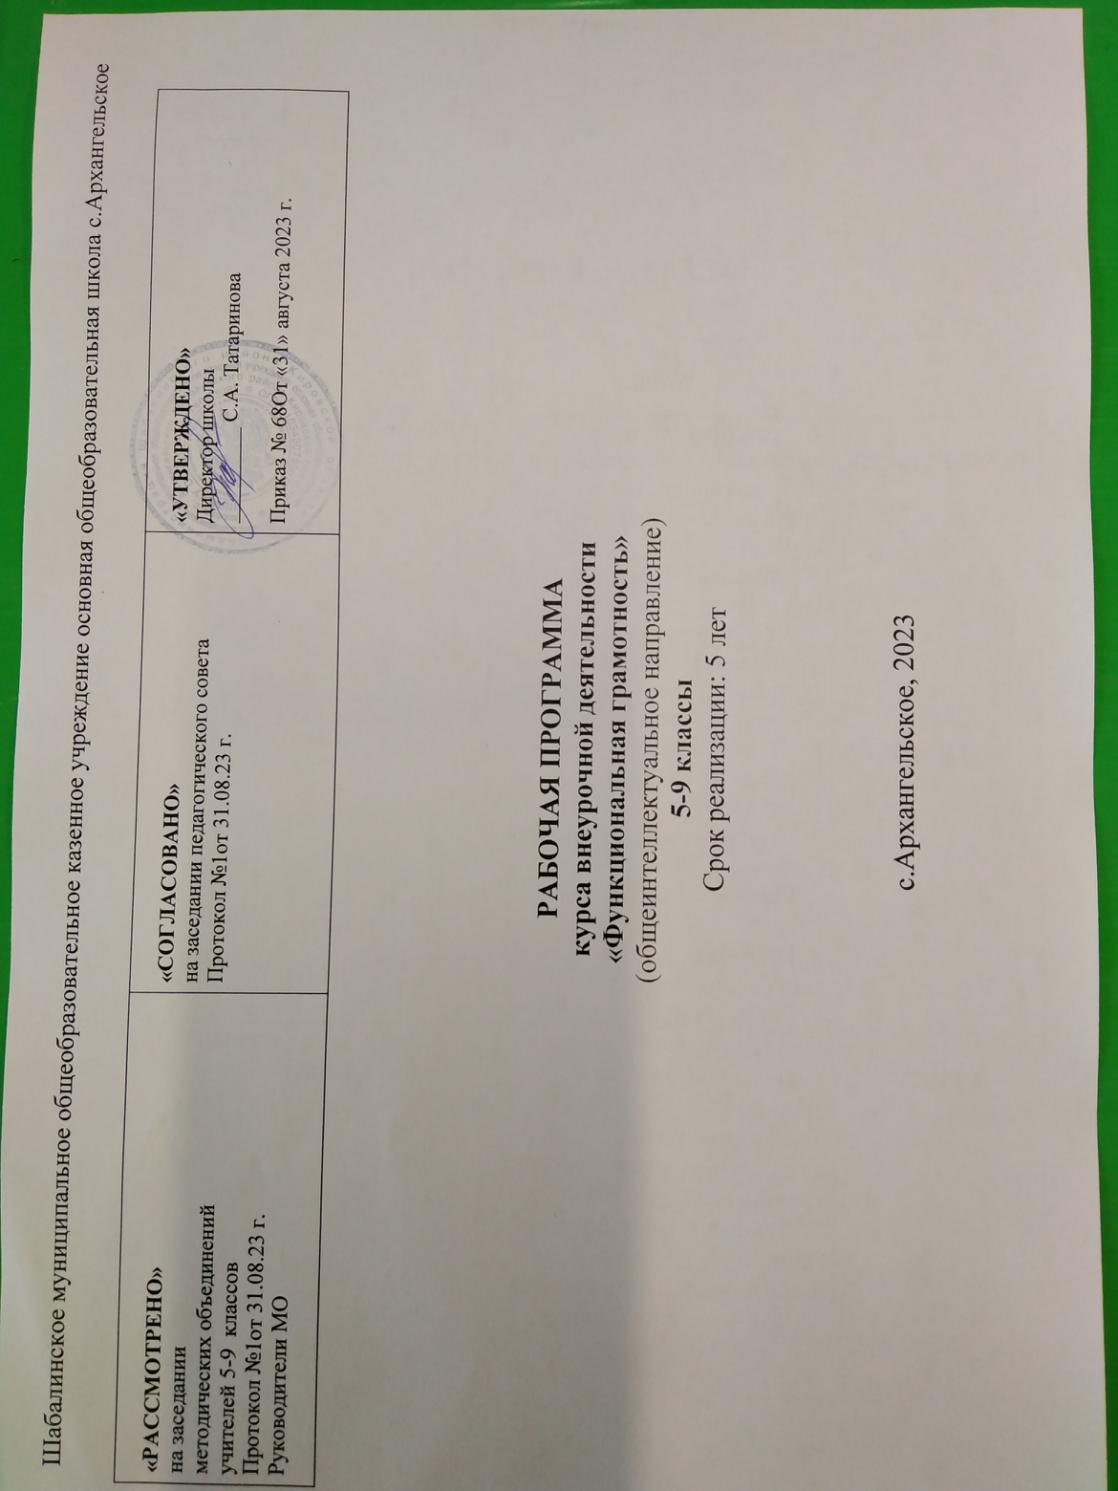 Шабалинское муниципальное общеобразовательное казенное учреждение основная общеобразовательная школа с.Архангельское
«РАССМОТРЕНО»
на заседании
методических объединений
учителей 5-9 классов
Протокол №1от 31.08.23 г.
Руководители МО
«СОГЛАСОВАНО»
на заседании педагогического совета
Протокол №1от 31.08.23 г.
«УТВЕРЖДЕНО»
Директор школы
С.А. Татаринова
Приказ № 68От «31» августа 2023 г.
РАБОЧАЯ ПРОГРАММА
курса внеурочной деятельности
«Функциональная грамотность»
(общеинтеллектуальное направление)
5-9 классы
Срок реализации: 5 лет
с.Архангельское, 2023